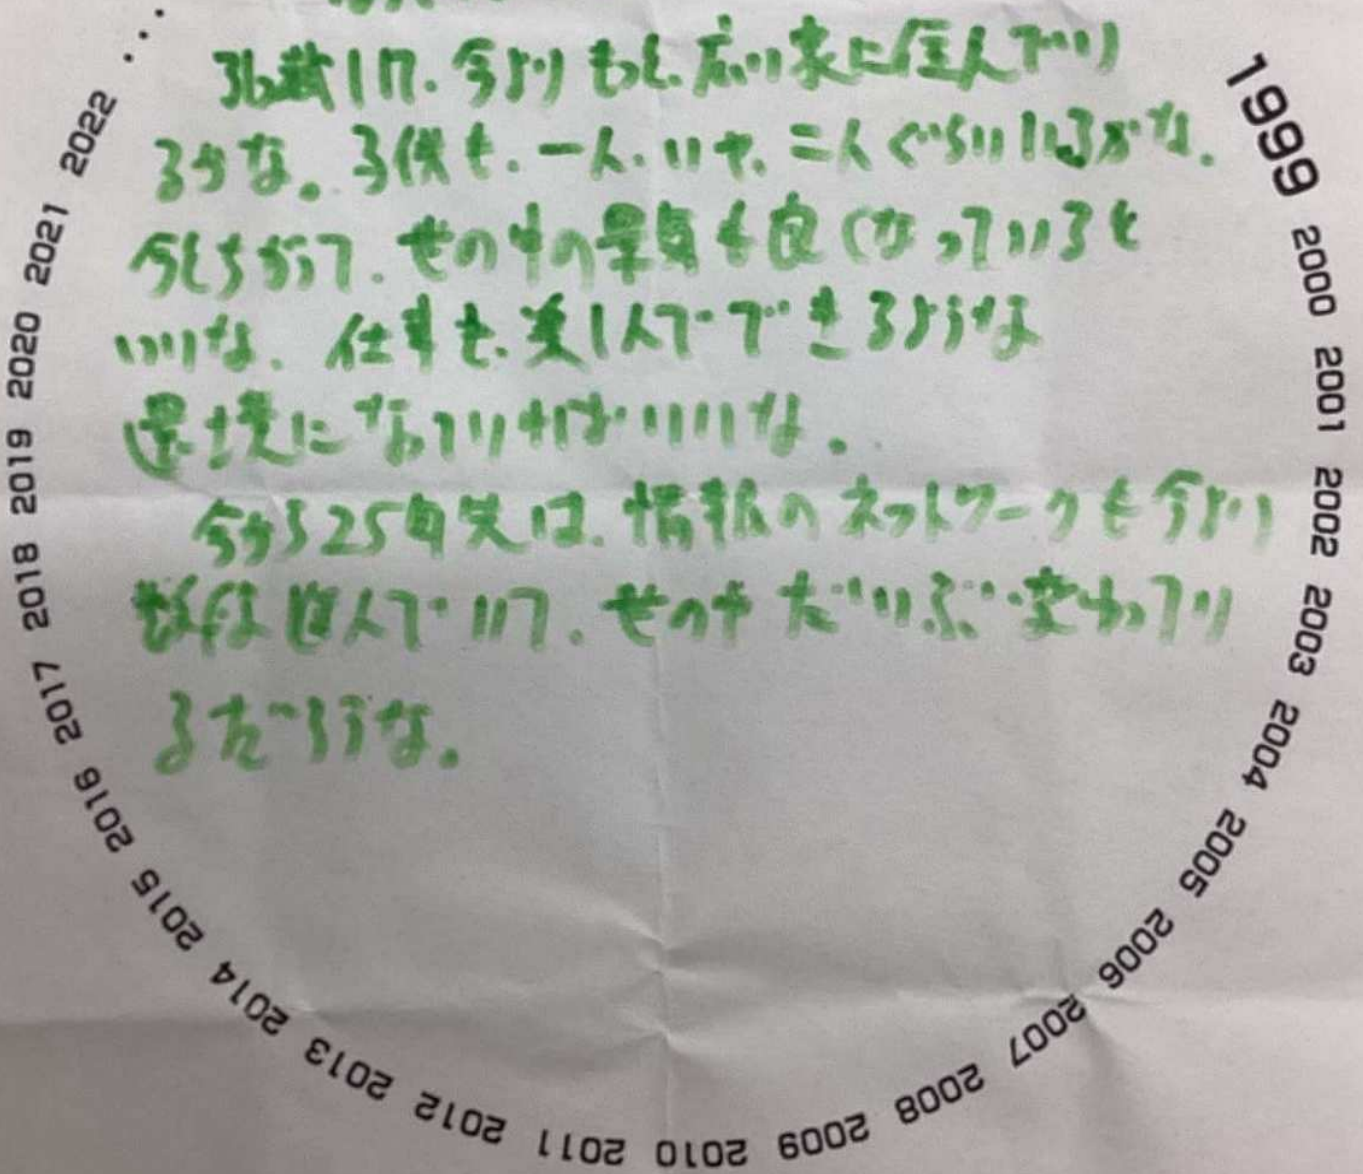 36歳れ、今よりもっと、広い家に住んでい
るかな。子供も、一人、いや、二人ぐらいいるかな。
今とちがって、世の中の景気も良くなっていると
いいな、仕事も、楽しんでできるような
環境になっていればいいな。
今から25年先は、情報のネットワークも今より
数段進んでいて、世の中だいぶ変わってい
るだろうな。
1999 2000 2001 2002 2003 2004 2005 2006 2007 2008 2009 2010 2011 2012 2013 2014 2015 2016 2017 2018 2019 2020 2021 2022 ...